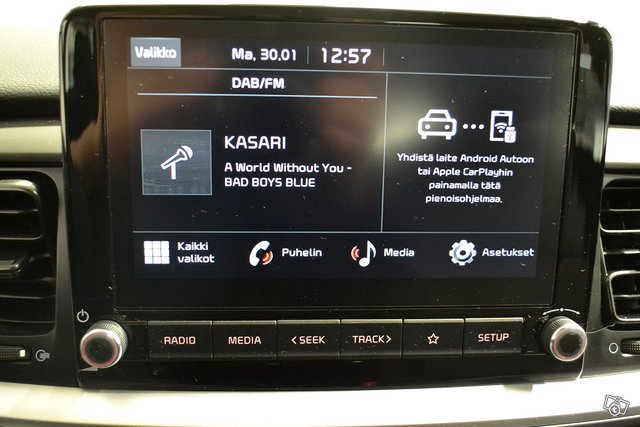 Valikko
Ma, 30.01
12:57
DAB/FM
KASARI
A World Without You -
BAD BOYS BLUE
Yhdistä laite Android Autoon
tai Apple CarPlayhin
painamalla tätä
pienoisohjelmaa.
Kaikki
valikot
Puhelin
Media
Asetukset
RADIO
MEDIA
< SEEK
TRACK >
SETUP